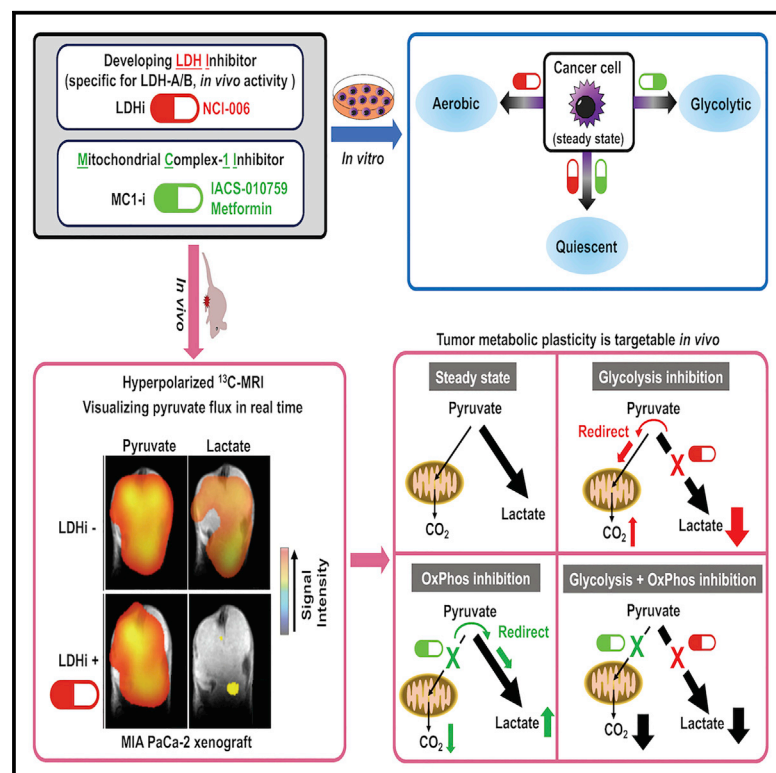 Developing LDH Inhibitor
(specific for LDH-A/B, in vivo activity )
LDHi NCI-006
Mitochondrial Complex-1 Inhibitor
MC1-i IACS-010759
Metformin
In vitro
Cancer cell
(steady state)
Aerobic
Glycolytic
Quiescent
In vivo
Hyperpolarized ¹³C-MRI
Visualizing pyruvate flux in real time
Pyruvate Lactate
LDHi -
LDHi +
Signal
Intensity
MIA PaCa-2 xenograft
Tumor metabolic plasticity is targetable in vivo
Steady state
Pyruvate
CO₂
Lactate
Glycolysis inhibition
Pyruvate
Redirect
X
CO₂
Lactate
OxPhos inhibition
Pyruvate
Redirect
X
CO₂
Lactate
Glycolysis + OxPhos inhibition
Pyruvate
X X
CO₂
Lactate